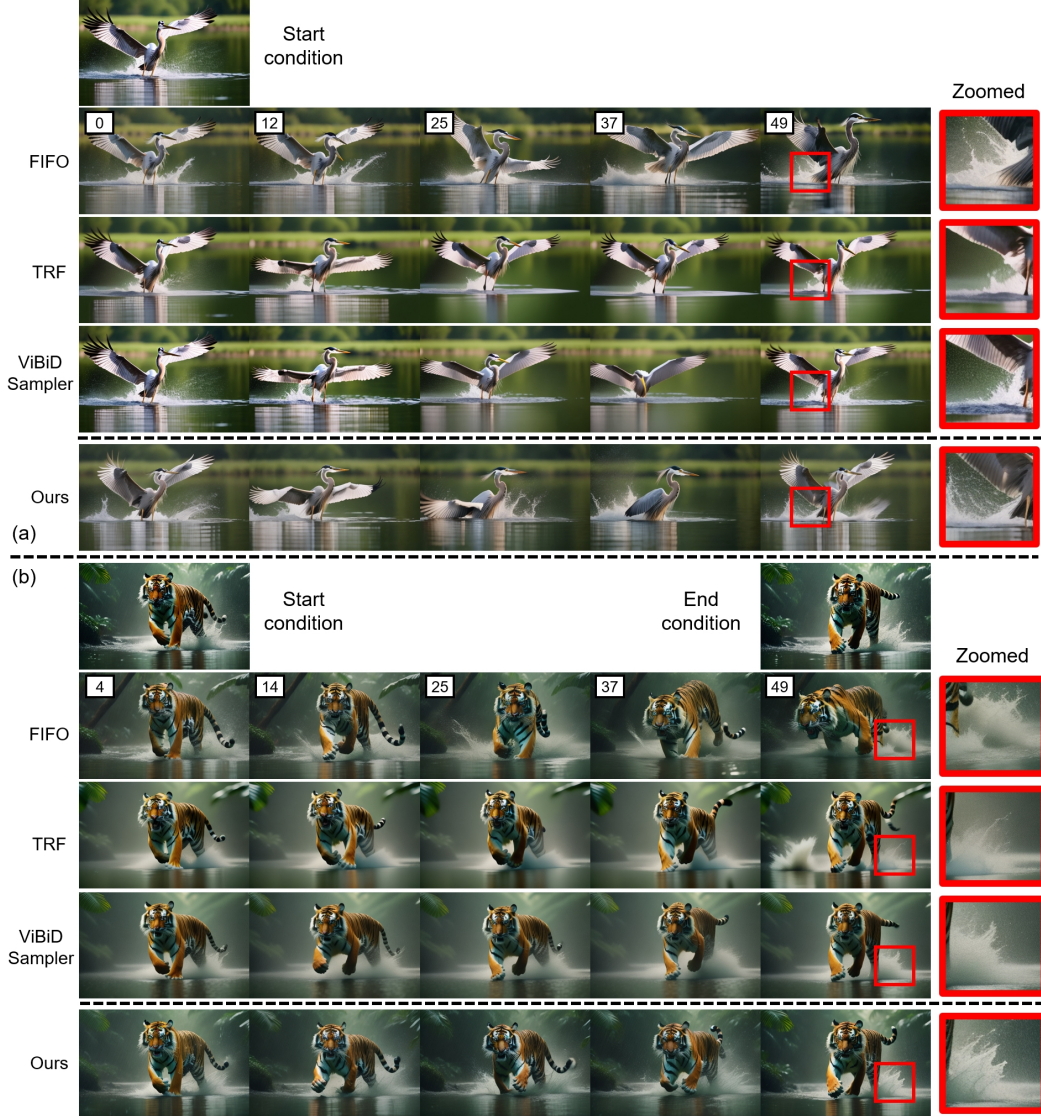 Start
condition
Zoomed
0
12
25
37
49
FIFO
TRF
ViBiD
Sampler
Ours
(a)
(b)
Start
condition
End
condition
Zoomed
4
14
25
37
49
FIFO
TRF
ViBiD
Sampler
Ours